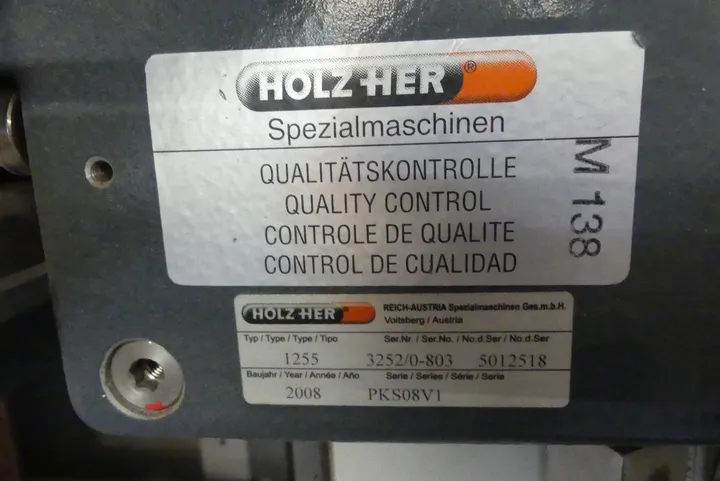 HOLZ-HER®
Spezialmaschinen
QUALITÄTSKONTROLLE
QUALITY CONTROL
CONTROLE DE QUALITE
CONTROL DE CUALIDAD
M 138
HOLZ-HER
REICH-AUSTRIA Spezialmaschinen Ges.m.b.H.
Voitsberg / Austria
Typ / Type / Type / Tipo Ser.Nr. / Ser.No. / No.d.Ser / No.d.Ser
1255 3252/0-803 5012518
Baujahr / Year / Année / Año Serie / Series / Série / Serie
2008 PKS08V1